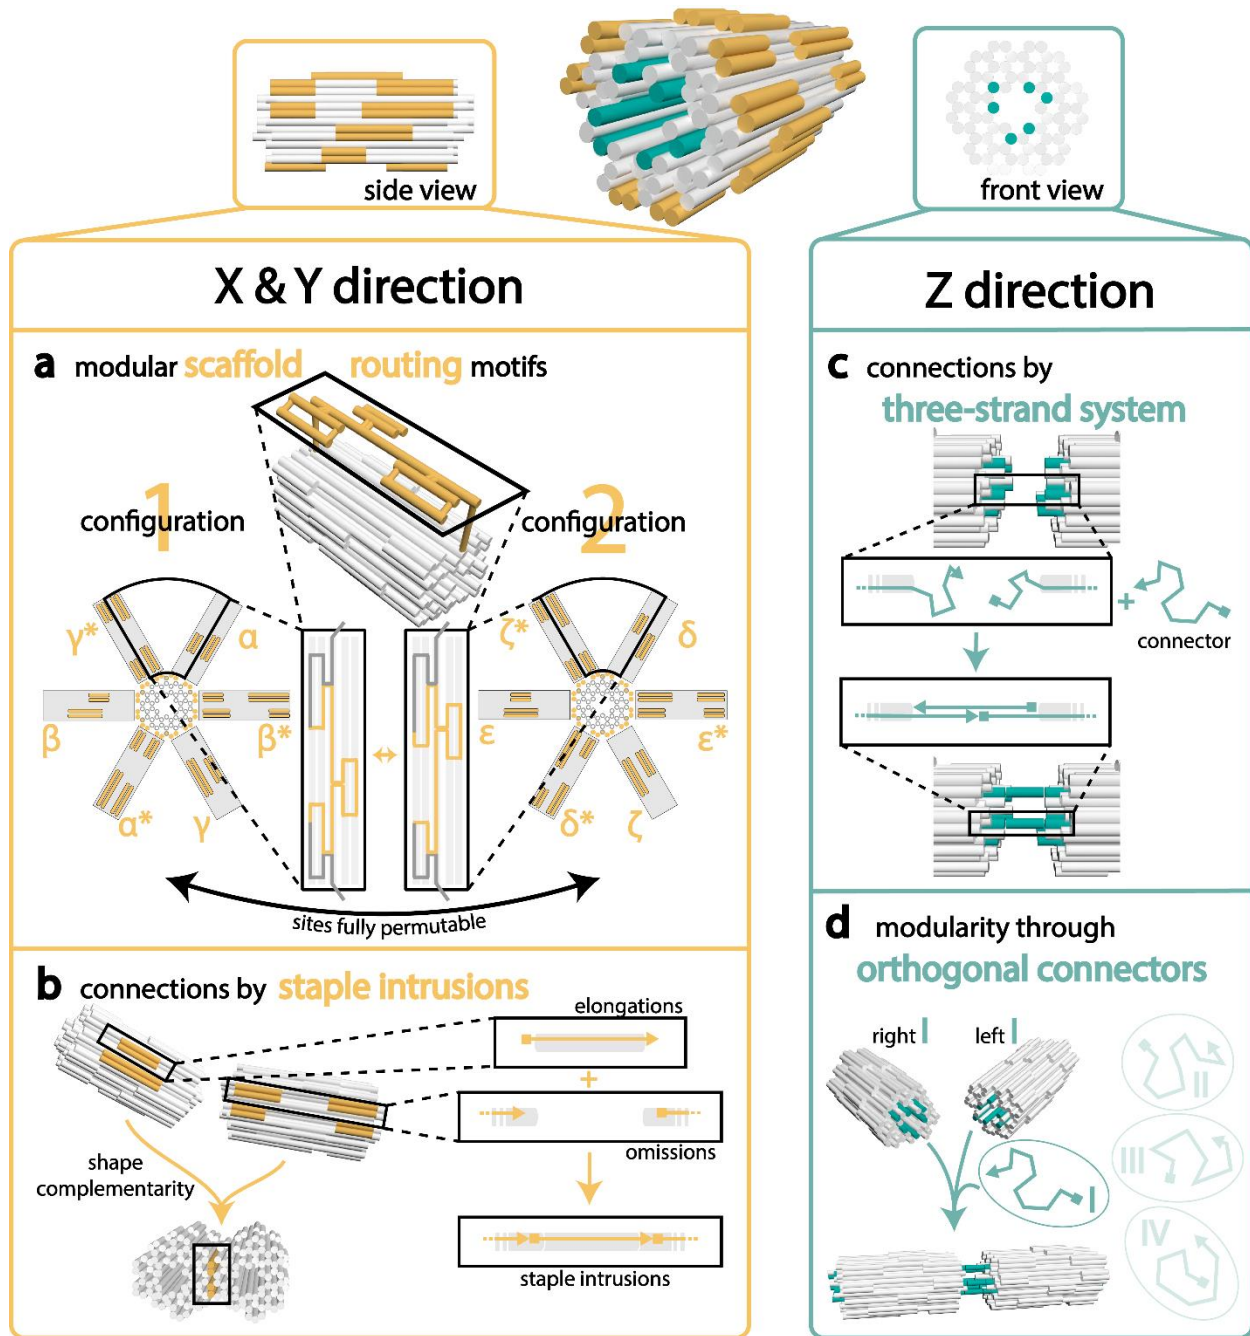 side view
front view
X & Y direction
Z direction
a modular scaffold routing motifs
1
configuration
2
configuration
γ*
α
β
β*
α*
γ
ζ*
δ
ε
ε*
δ*
ζ
sites fully permutable
b connections by staple intrusions
elongations
+
omissions
shape
complementarity
staple intrusions
c connections by
three-strand system
+
connector
d modularity through
orthogonal connectors
right I
left I
I
II
III
IV